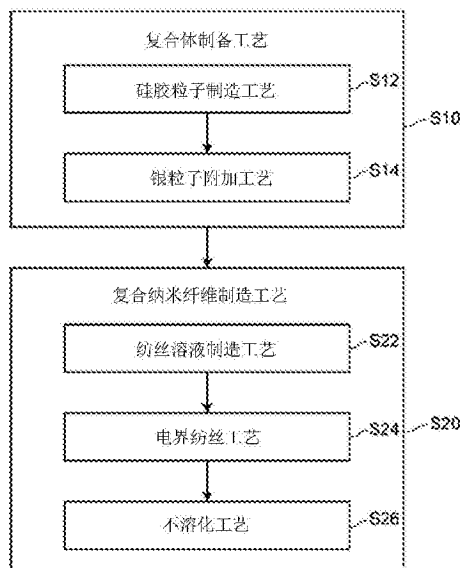 复合体制备工艺
硅胶粒子制造工艺
S12
S10
银粒子附加工艺
S14
复合纳米纤维制造工艺
纺丝溶液制造工艺
S22
电界纺丝工艺
S24
S20
不溶化工艺
S26